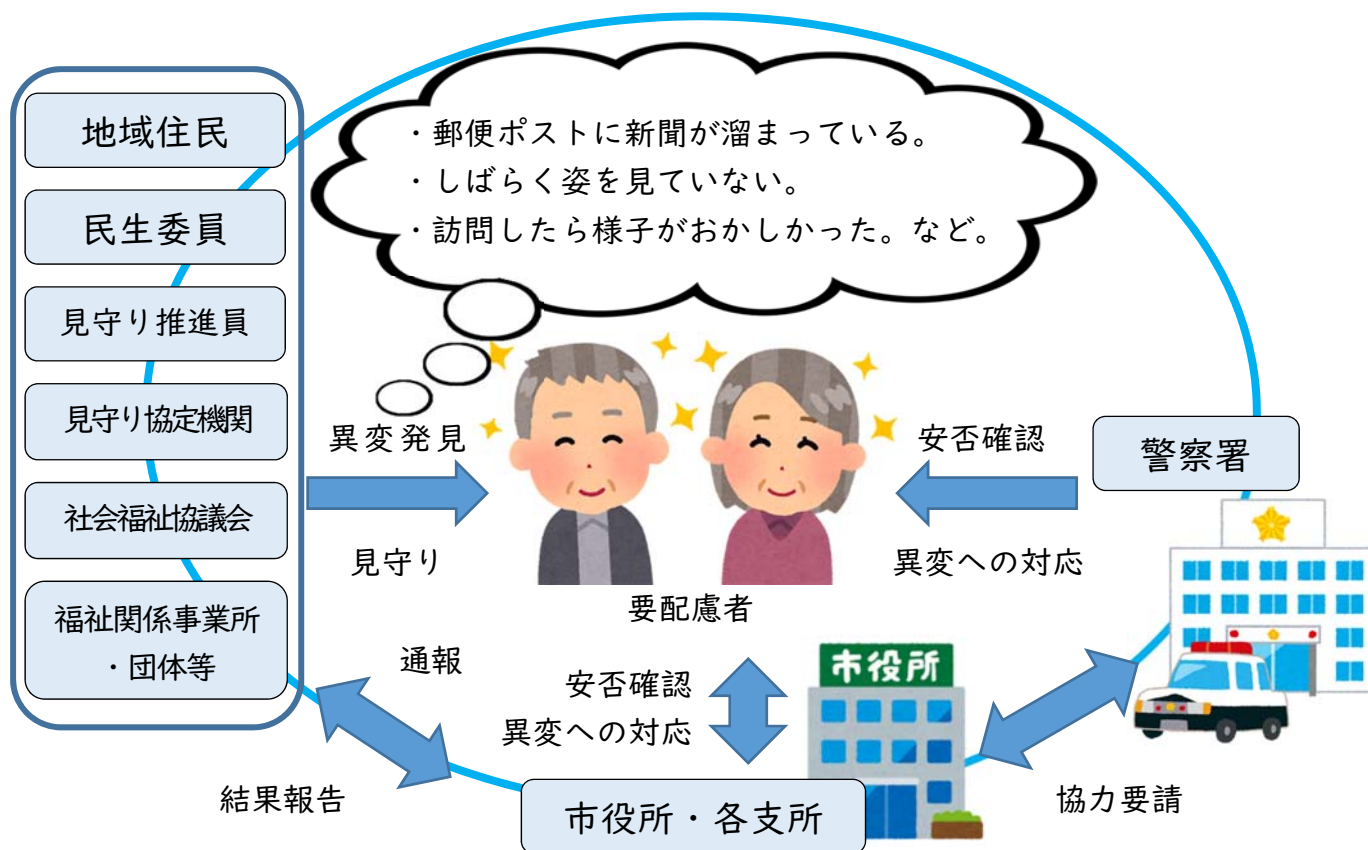 地域住民
民生委員
見守り推進員
見守り協定機関
社会福祉協議会
福祉関係事業所
・団体等
・郵便ポストに新聞が溜まっている。
・しばらく姿を見ていない。
・訪問したら様子がおかしかった。など。
異変発見
見守り
要配慮者
安否確認
異変への対応
警察署
通報
結果報告
安否確認
異変への対応
市役所
市役所・各支所
協力要請